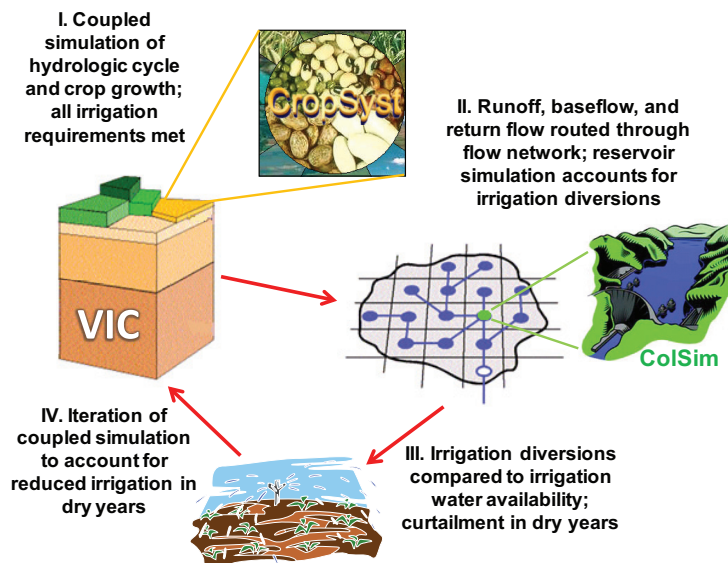 I. Coupled
simulation of
hydrologic cycle
and crop growth;
all irrigation
requirements met
CropSyst
II. Runoff, baseflow, and
return flow routed through
flow network; reservoir
simulation accounts for
irrigation diversions
VIC
ColSim
III. Irrigation diversions
compared to irrigation
water availability;
curtailment in dry years
IV. Iteration of
coupled simulation
to account for
reduced irrigation in
dry years